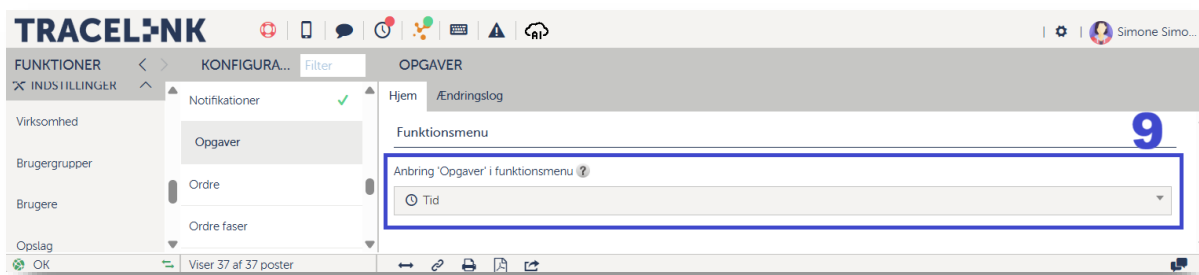 TRACELINK
AI
Simone Simo...
FUNKTIONER
KONFIGURA...
Filter
OPGAVER
INDSTILLINGER
Virksomhed
Brugergrupper
Brugere
Opslag
OK
Notifikationer
Opgaver
Ordre
Ordre faser
Viser 37 af 37 poster
Hjem Ændringslog
Funktionsmenu
9
Anbring 'Opgaver' i funktionsmenu ?
Tid